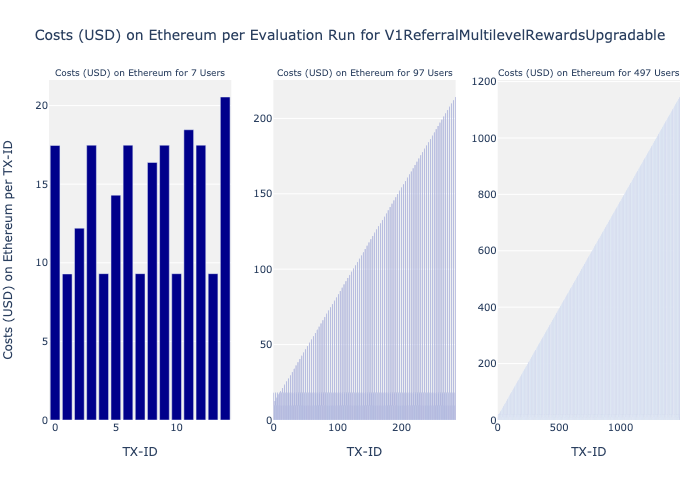 Costs (USD) on Ethereum per Evaluation Run for V1ReferralMultilevelRewardsUpgradable
Costs (USD) on Ethereum for 7 Users
Costs (USD) on Ethereum for 97 Users
Costs (USD) on Ethereum for 497 Users
Costs (USD) on Ethereum per TX-ID
20
15
10
5
0
0 5 10
TX-ID
200
150
100
50
0
0 100 200
TX-ID
1200
1000
800
600
400
200
0
0 500 1000
TX-ID